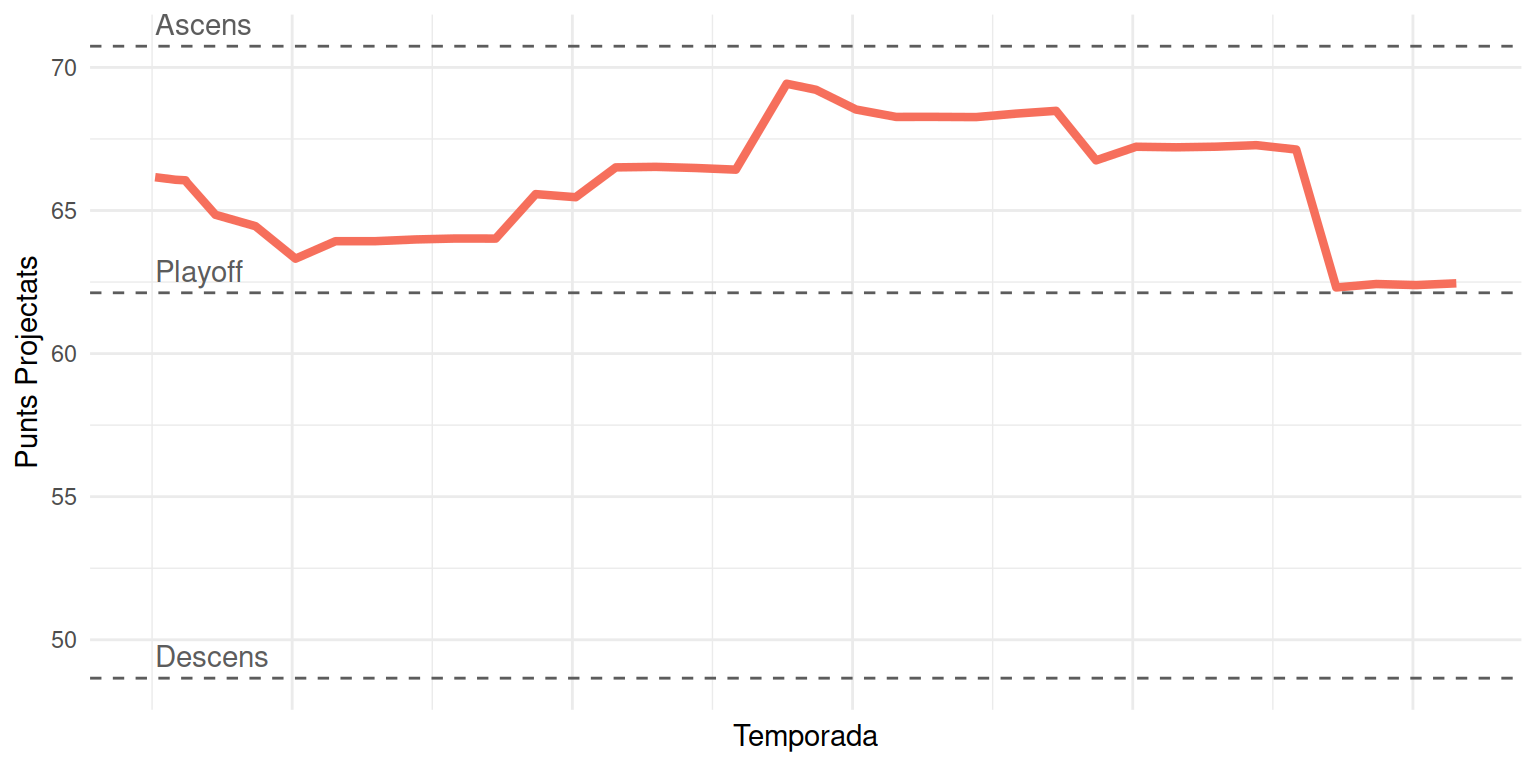 Ascens
70
65
Playoff
60
55
50
Descens
Punts Projectats
Temporada